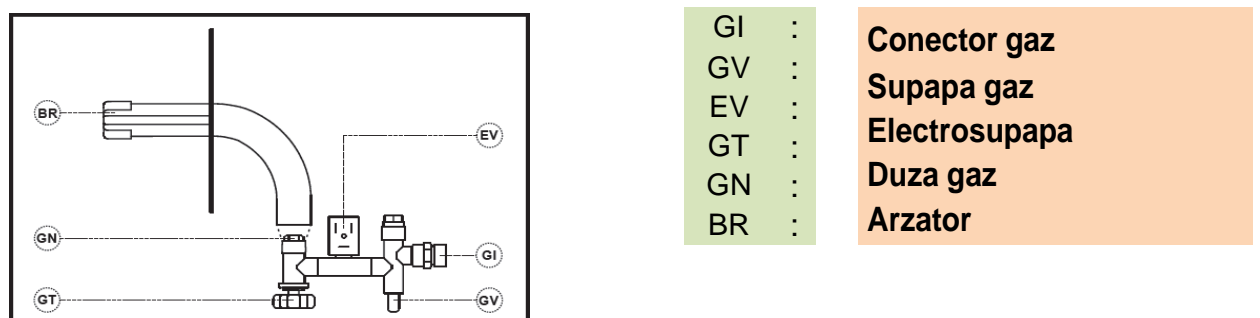 BR
EV
GN
GI
GT
GV
GI :
GV :
EV :
GT :
GN :
BR :
Conector gaz
Supapa gaz
Electrosupapa
Duza gaz
Arzator